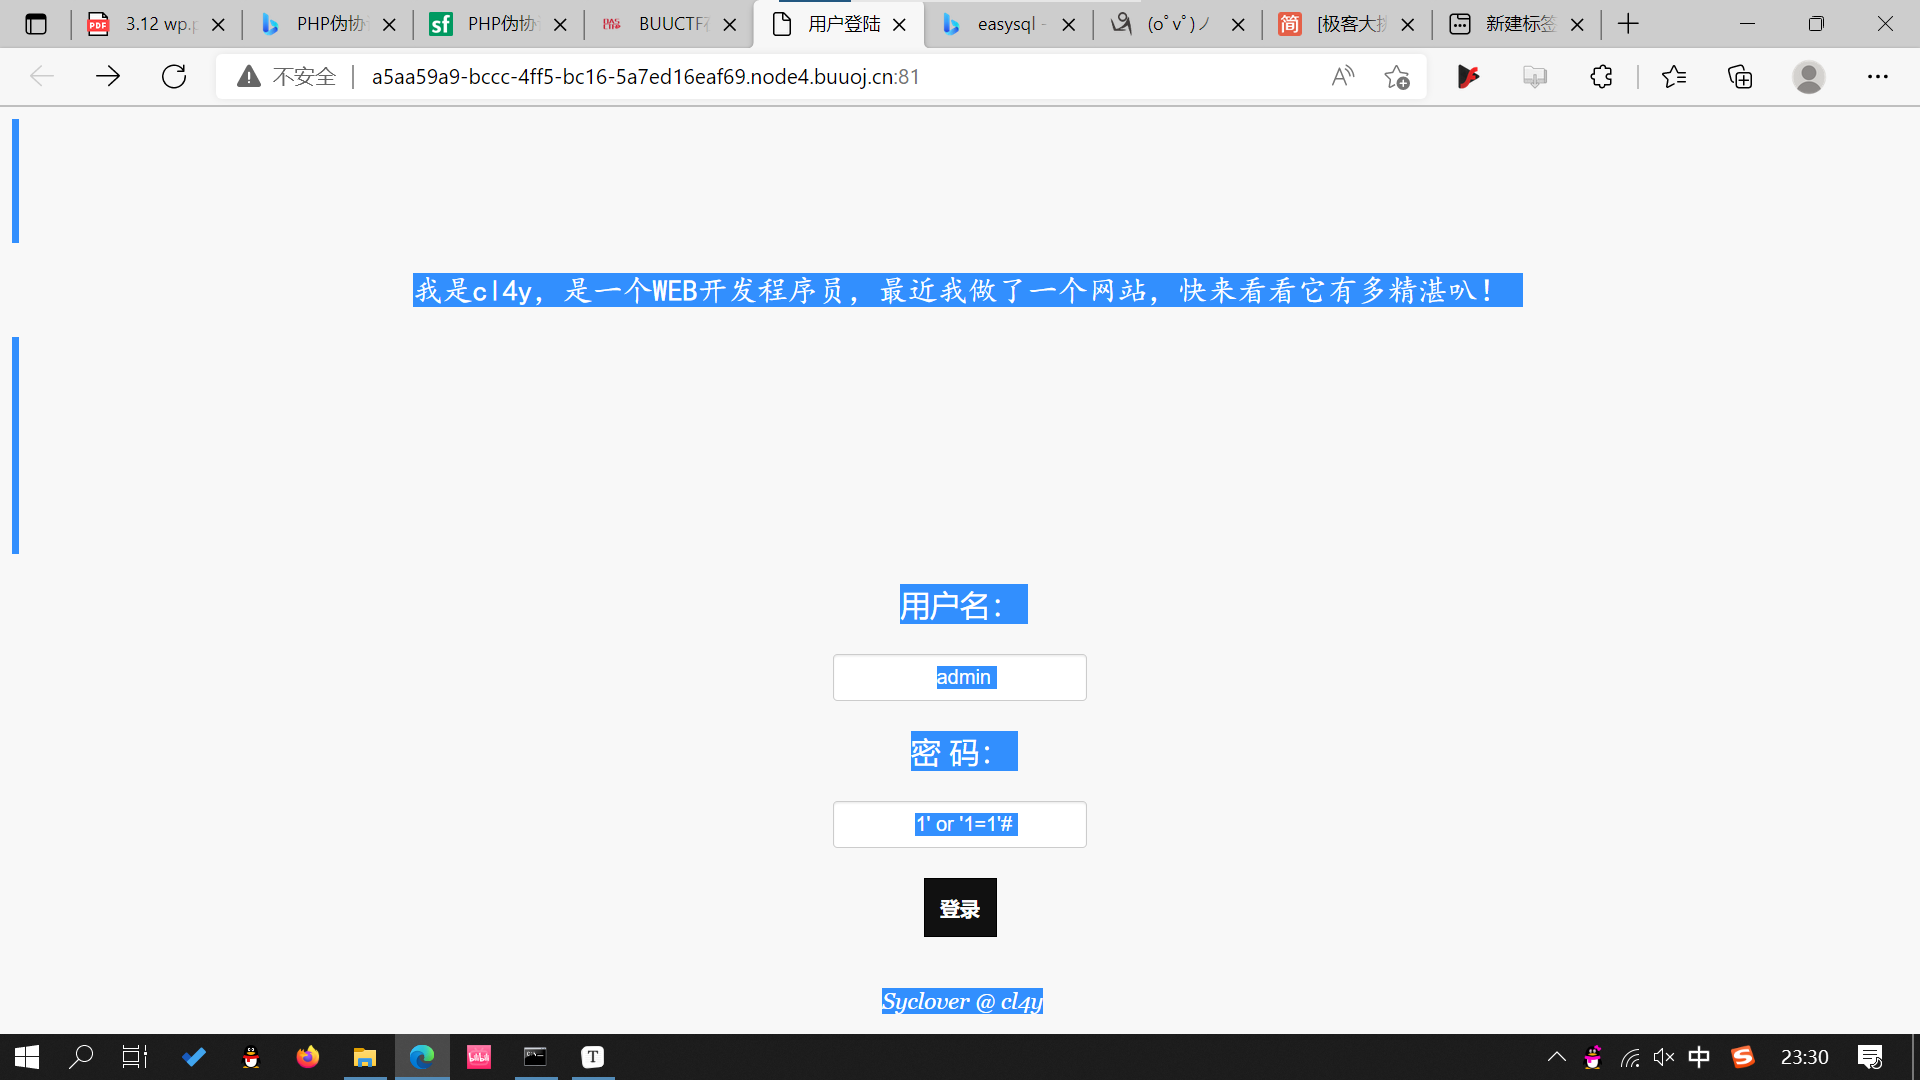 3.12 wp.p
PHP伪协
PHP伪协
BUUCTF
用户登陆
easysql -
(o゚v゚)ノ
[极客大挑
新建标签
不安全
a5aa59a9-bccc-4ff5-bc16-5a7ed16eaf69.node4.buuoj.cn:81
我是cl4y，是一个WEB开发程序员，最近我做了一个网站，快来看看它有多精湛叭！
用户名：
admin
密 码：
1' or '1=1'#
登录
Syclover @ cl4y
中
23:30